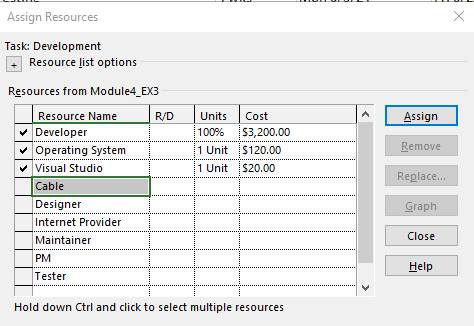 Assign Resources
Task: Development
+ Resource list options
Resources from Module4_EX3
Resource Name R/D Units Cost
Developer 100% $3,200.00
Operating System 1 Unit $120.00
Visual Studio 1 Unit $20.00
Cable
Designer
Internet Provider
Maintainer
PM
Tester
Assign
Remove
Replace...
Graph
Close
Help
Hold down Ctrl and click to select multiple resources